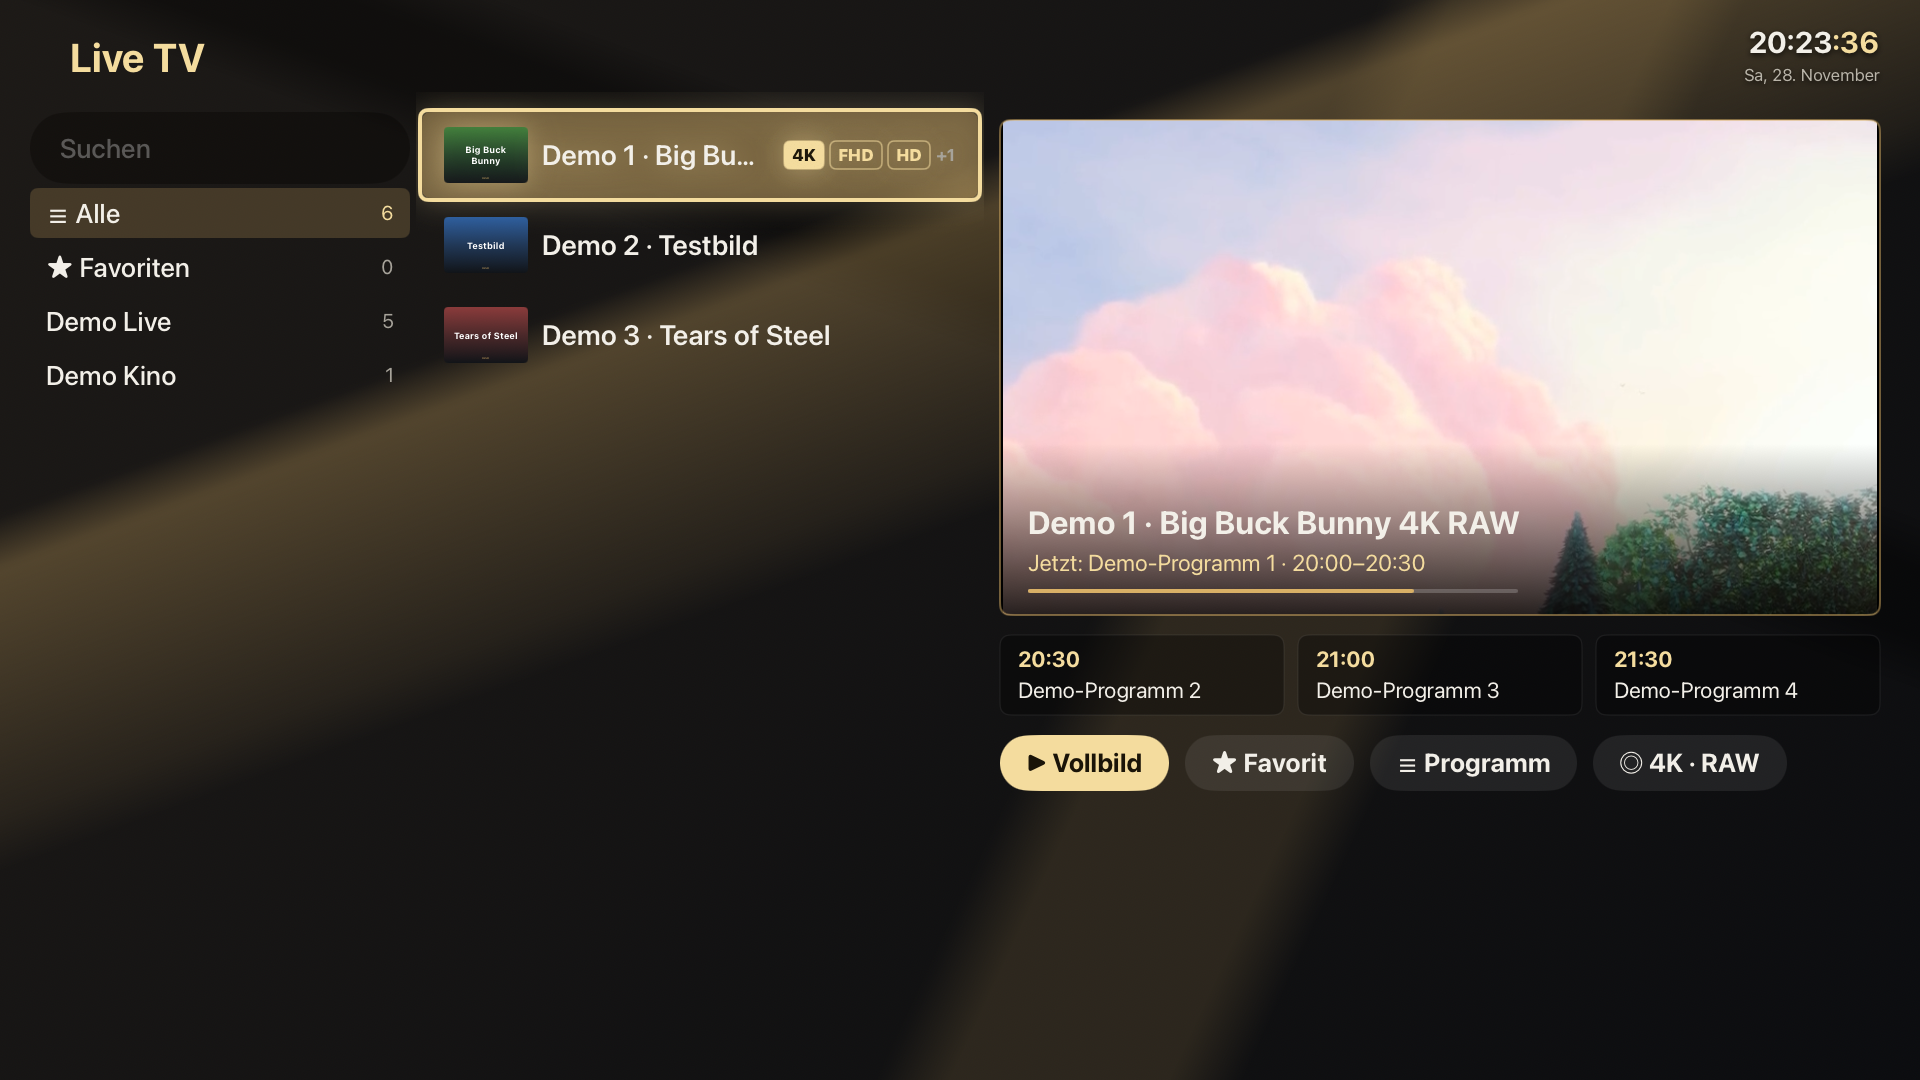 Live TV
20:23:36
Sa, 28. November
Suchen
Alle 6
Favoriten 0
Demo Live 5
Demo Kino 1
Big Buck
Bunny
Demo 1 · Big Bu... 4K FHD HD +1
Testbild
Demo 2 · Testbild
Tears of Steel
Demo 3 · Tears of Steel
Demo 1 · Big Buck Bunny 4K RAW
Jetzt: Demo-Programm 1 · 20:00–20:30
20:30
Demo-Programm 2
21:00
Demo-Programm 3
21:30
Demo-Programm 4
Vollbild
Favorit
Programm
4K · RAW